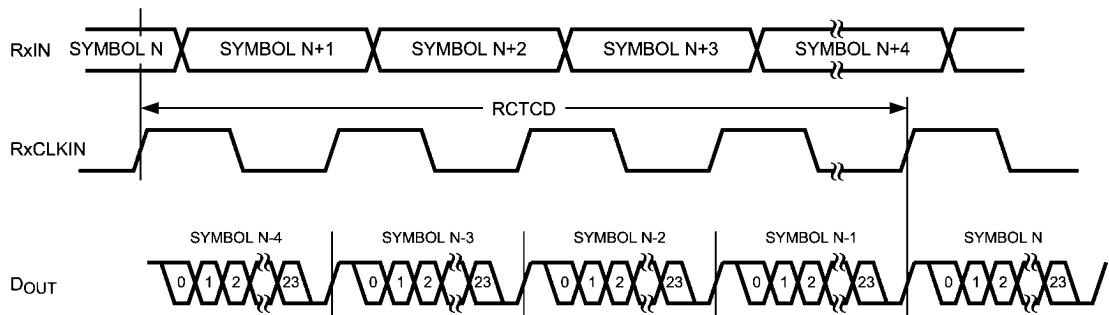 RxIN SYMBOL N SYMBOL N+1 SYMBOL N+2 SYMBOL N+3 SYMBOL N+4
RCTCD
RxCLKIN
SYMBOL N-4 SYMBOL N-3 SYMBOL N-2 SYMBOL N-1 SYMBOL N
DOUT 0 1 2 23 0 1 2 23 0 1 2 23 0 1 2 23 0 1 2 23